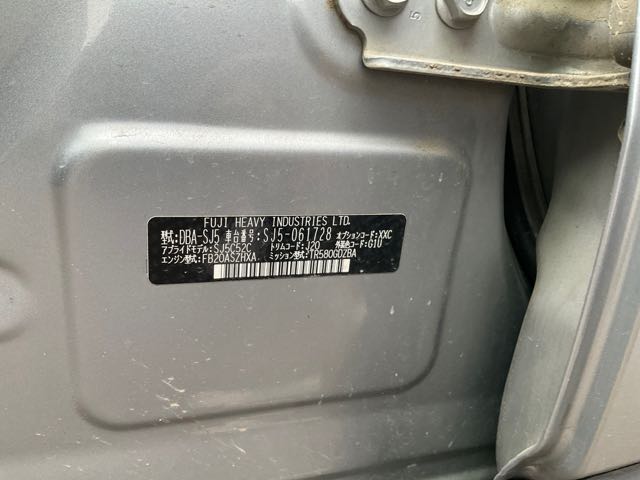 FUJI HEAVY INDUSTRIES LTD.
型式: DBA-SJ5 車台番号: SJ5-061728 オプションコード: XXC
アプライドモデル: SJ5C52C トリムコード: J20 外装色コード: G1U
エンジン型式: FB20ASZHXA ミッション型式: TR580GDZBA